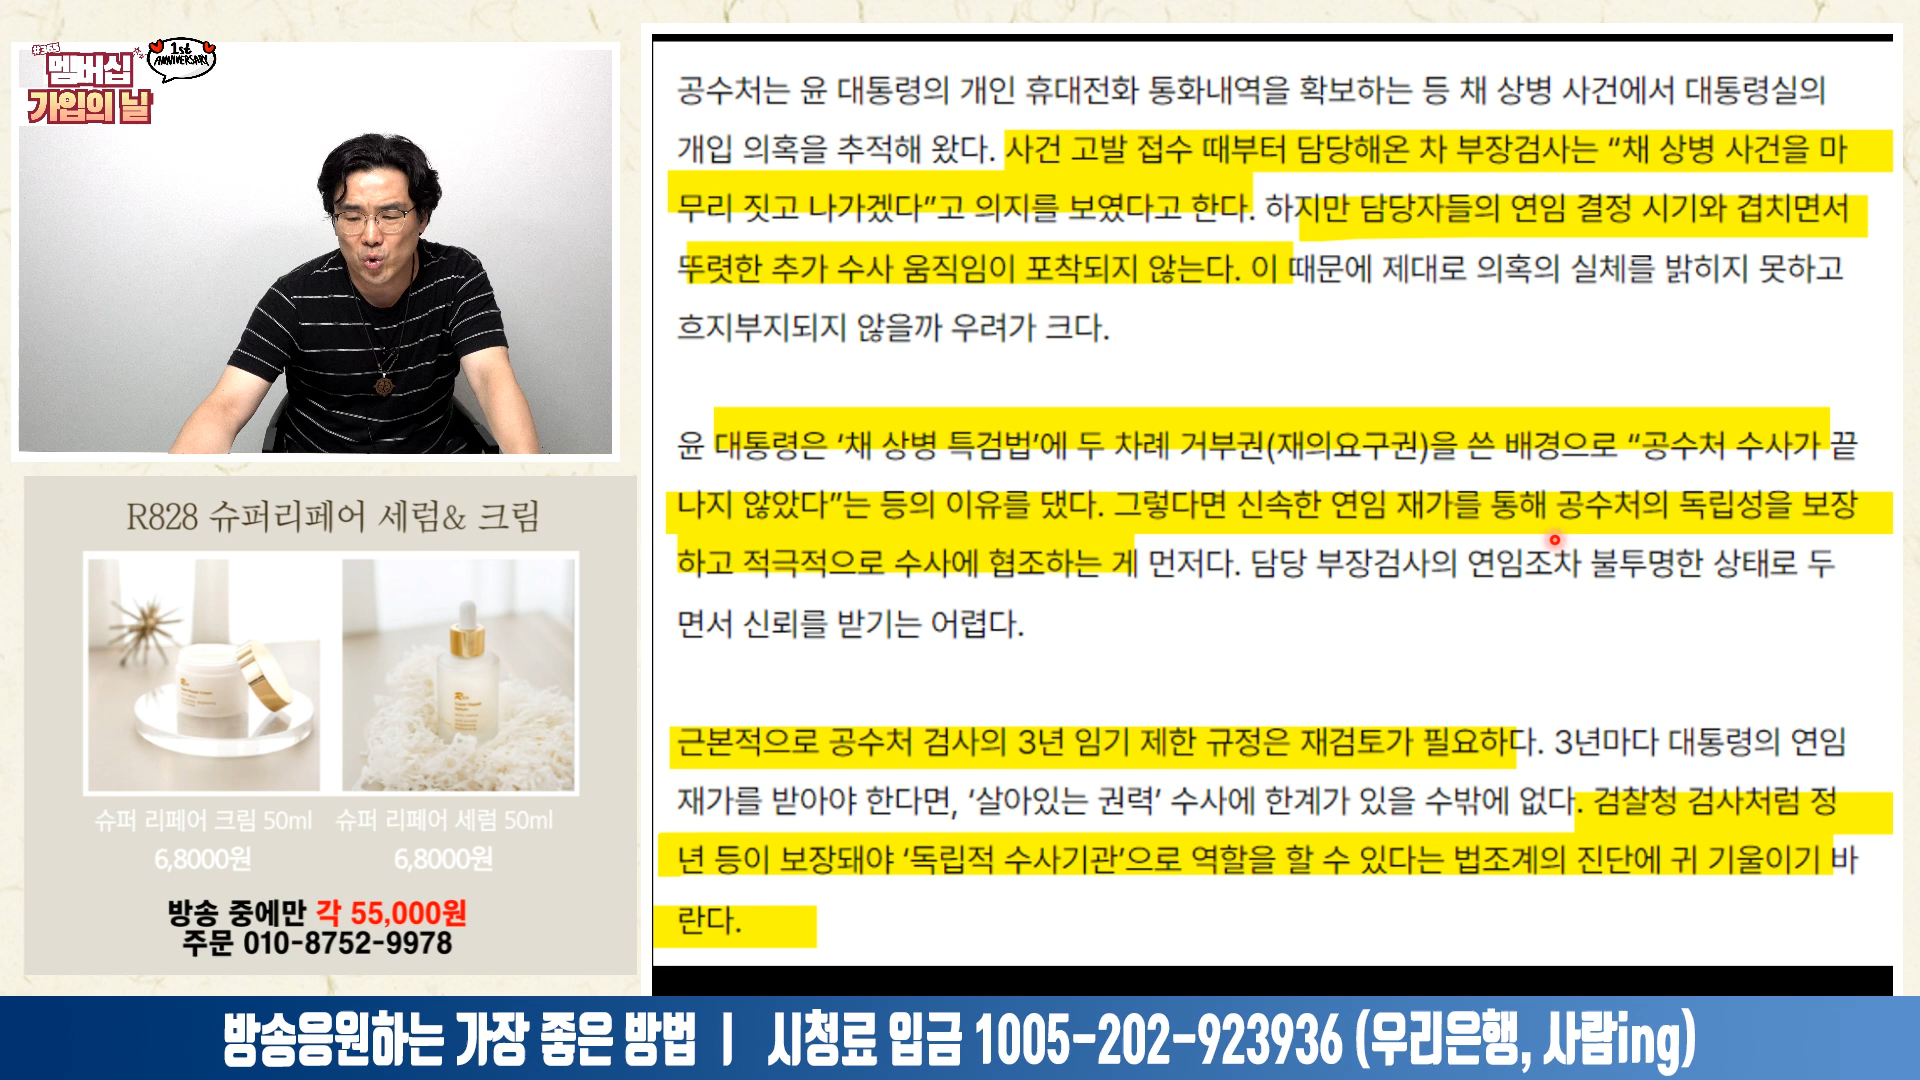 #365
멤버십
가입의 날
1st
ANNIVERSARY
공수처는 윤 대통령의 개인 휴대전화 통화내역을 확보하는 등 채 상병 사건에서 대통령실의
개입 의혹을 추적해 왔다. 사건 고발 접수 때부터 담당해온 차 부장검사는 “채 상병 사건을 마
무리 짓고 나가겠다”고 의지를 보였다고 한다. 하지만 담당자들의 연임 결정 시기와 겹치면서
뚜렷한 추가 수사 움직임이 포착되지 않는다. 이 때문에 제대로 의혹의 실체를 밝히지 못하고
흐지부지되지 않을까 우려가 크다.
윤 대통령은 ‘채 상병 특검법’에 두 차례 거부권(재의요구권)을 쓴 배경으로 “공수처 수사가 끝
나지 않았다”는 등의 이유를 댔다. 그렇다면 신속한 연임 재가를 통해 공수처의 독립성을 보장
하고 적극적으로 수사에 협조하는 게 먼저다. 담당 부장검사의 연임조차 불투명한 상태로 두
면서 신뢰를 받기는 어렵다.
근본적으로 공수처 검사의 3년 임기 제한 규정은 재검토가 필요하다. 3년마다 대통령의 연임
재가를 받아야 한다면, ‘살아있는 권력’ 수사에 한계가 있을 수밖에 없다. 검찰청 검사처럼 정
년 등이 보장돼야 ‘독립적 수사기관’으로 역할을 할 수 있다는 법조계의 진단에 귀 기울이기 바
란다.
R828 슈퍼리페어 세럼& 크림
슈퍼 리페어 크림 50ml 슈퍼 리페어 세럼 50ml
6,8000원 6,8000원
방송 중에만 각 55,000원
주문 010-8752-9978
방송응원하는 가장 좋은 방법 | 시청료 입금 1005-202-923936 (우리은행, 사람ing)